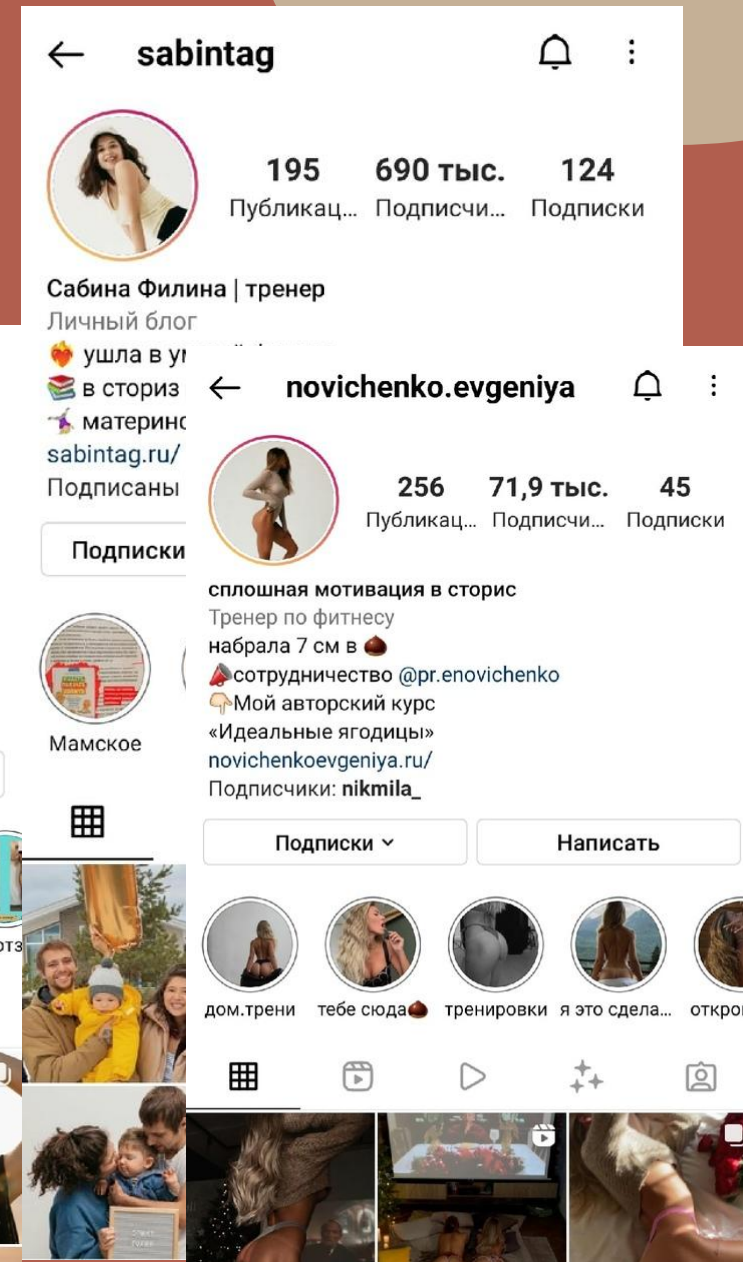 sabintag
195 690 тыс. 124
Публикац... Подписчи... Подписки
Сабина Филина | тренер
Личный блог
ушла в
в сториз
sabintag.ru/
Подписаны
Подписки
Мамское
novichenko.evgeniya
256 71,9 тыс. 45
Публикац... Подписчи... Подписки
сплошная мотивация в сторис
Тренер по фитнесу
набрала 7 см в
сотрудничество @pr.enovichenko
Мой авторский курс
«Идеальные ягодицы»
novichenkoevgeniya.ru/
Подписчики: nikmila_
Подписки Написать
дом.трени тебе сюда тренировки я это сдела...